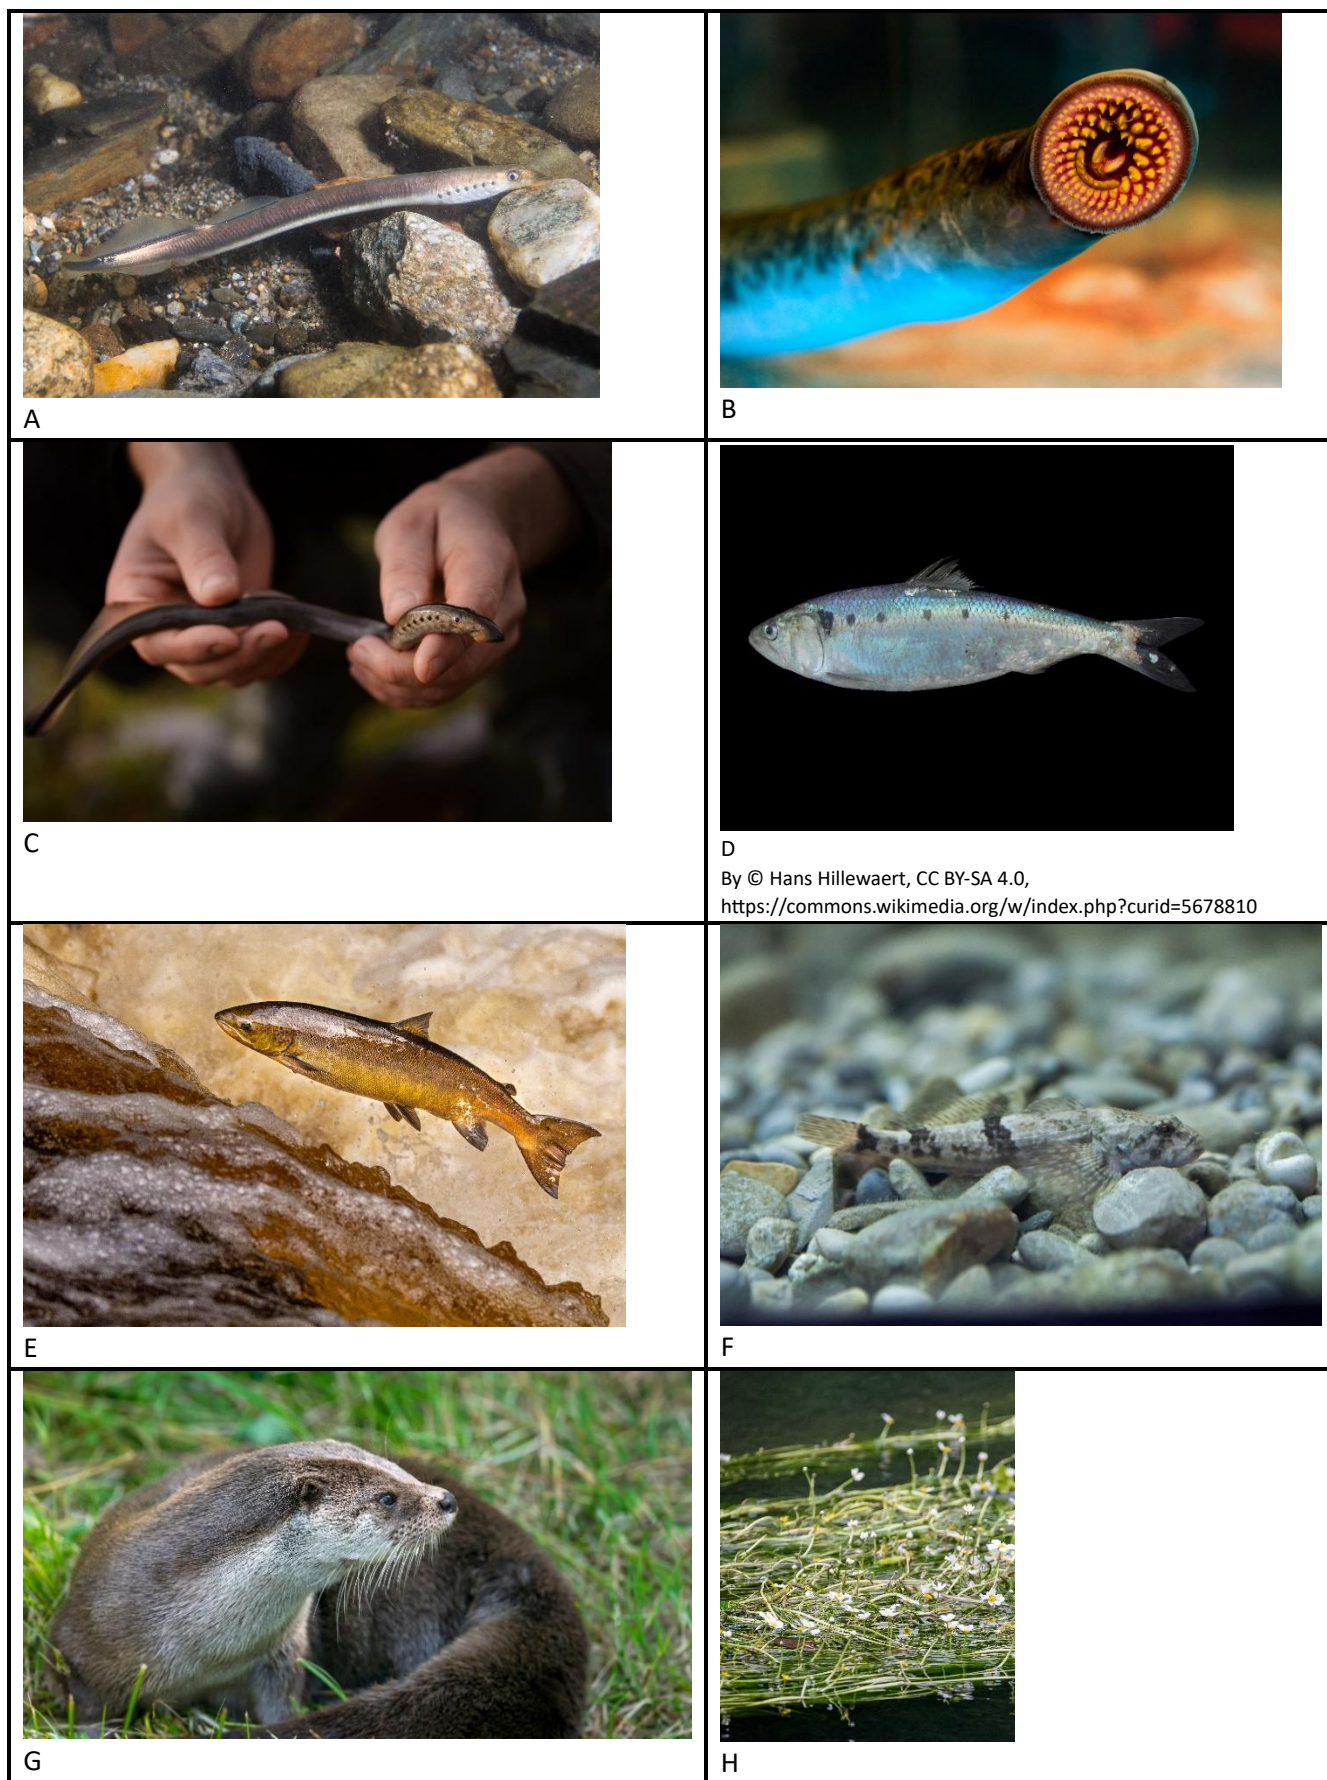 A
B
C
D
By © Hans Hillewaert, CC BY-SA 4.0,
https://commons.wikimedia.org/w/index.php?curid=5678810
E
F
G
H